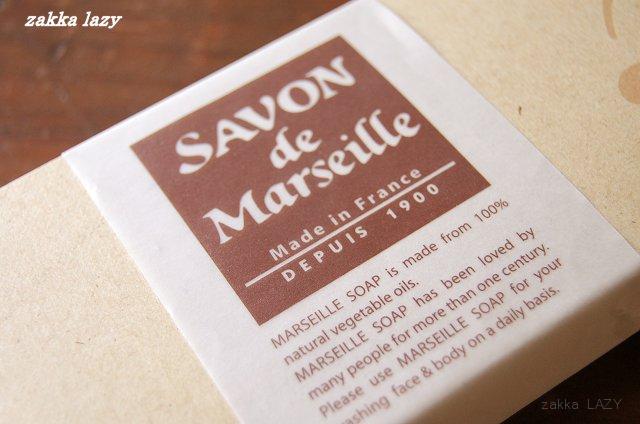 zakka lazy
SAVON
de
Marseille
Made in France
DEPUIS 1900
MARSEILLE SOAP is made from 100%
natural vegetable oils.
MARSEILLE SOAP has been loved by
many people for more than one century.
Please use MARSEILLE SOAP for your
washing face & body on a daily basis.
zakka LAZY